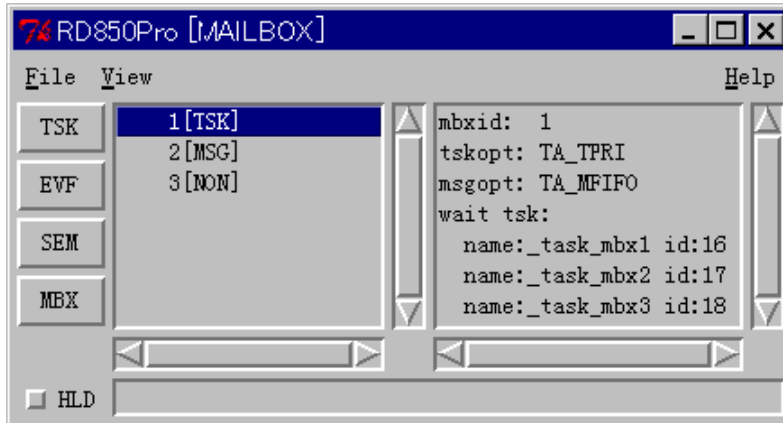 RD850Pro [MAILBOX]
File View Help
TSK
EVF
SEM
MBX
1[TSK]
2[MSG]
3[NON]
mbxid: 1
tskopt: TA_TPRI
msgopt: TA_MFIFO
wait tsk:
name:_task_mbx1 id:16
name:_task_mbx2 id:17
name:_task_mbx3 id:18
HLD